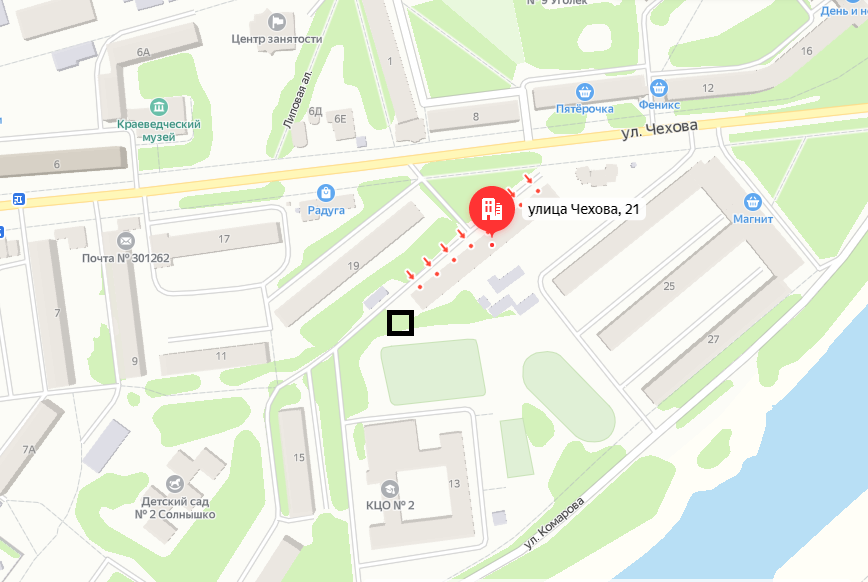 № 9 Уголек
День и но
Центр занятости
6А
1
16
12
Пятёрочка
Феникс
Липовая ал.
6Д
6Е
8
Краеведческий
музей
ул. Чехова
6
Радуга
улица Чехова, 21
Магнит
17
Почта № 301262
19
25
7
27
9
11
7А
15
13
Детский сад
№ 2 Солнышко
КЦО № 2
ул. Комарова